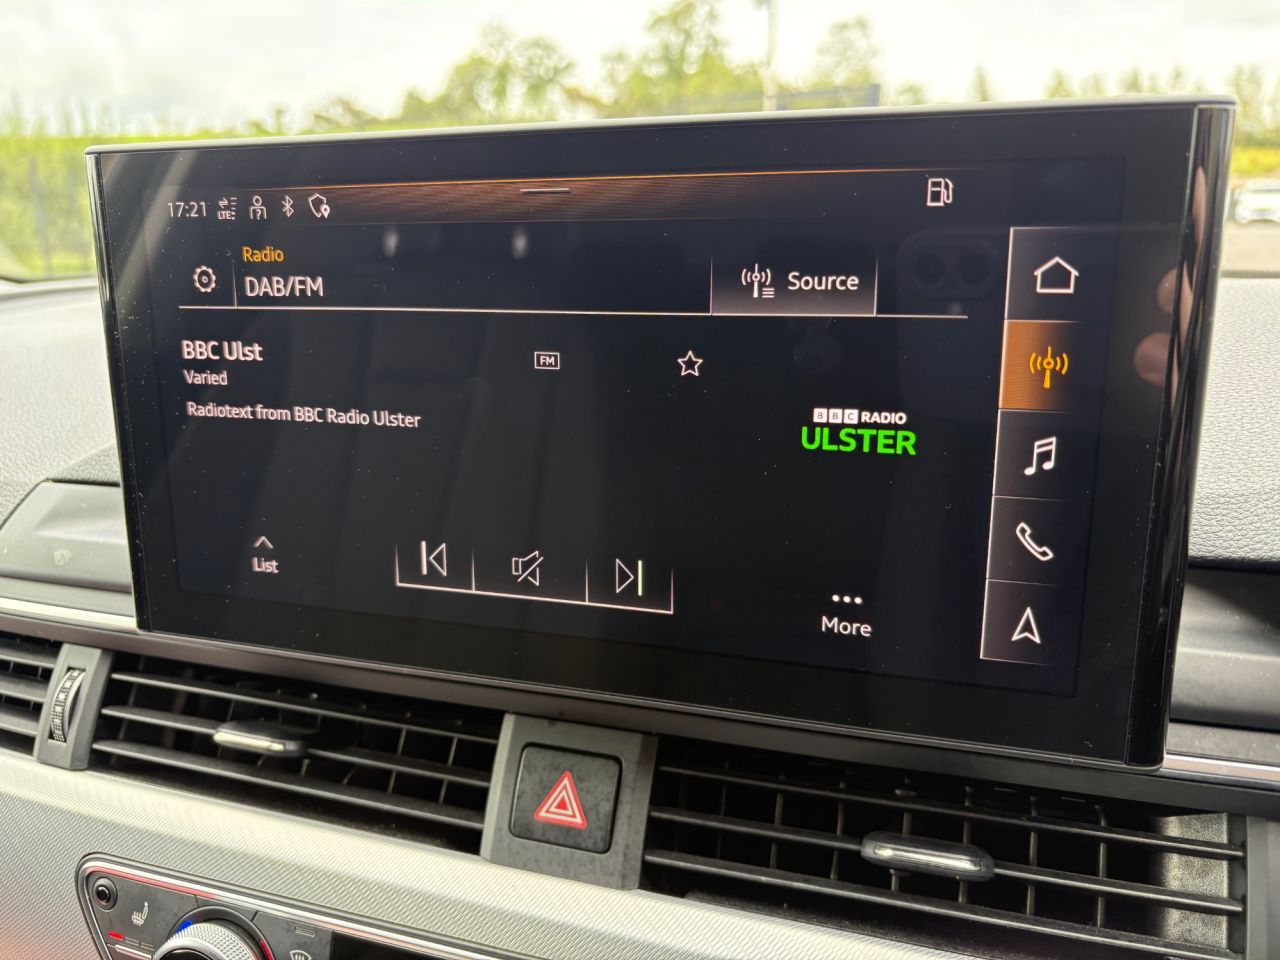 17:21 LTE
Radio
DAB/FM
Source
BBC Ulst
FM
Varied
Radiotext from BBC Radio Ulster
BBC RADIO
ULSTER
List
More